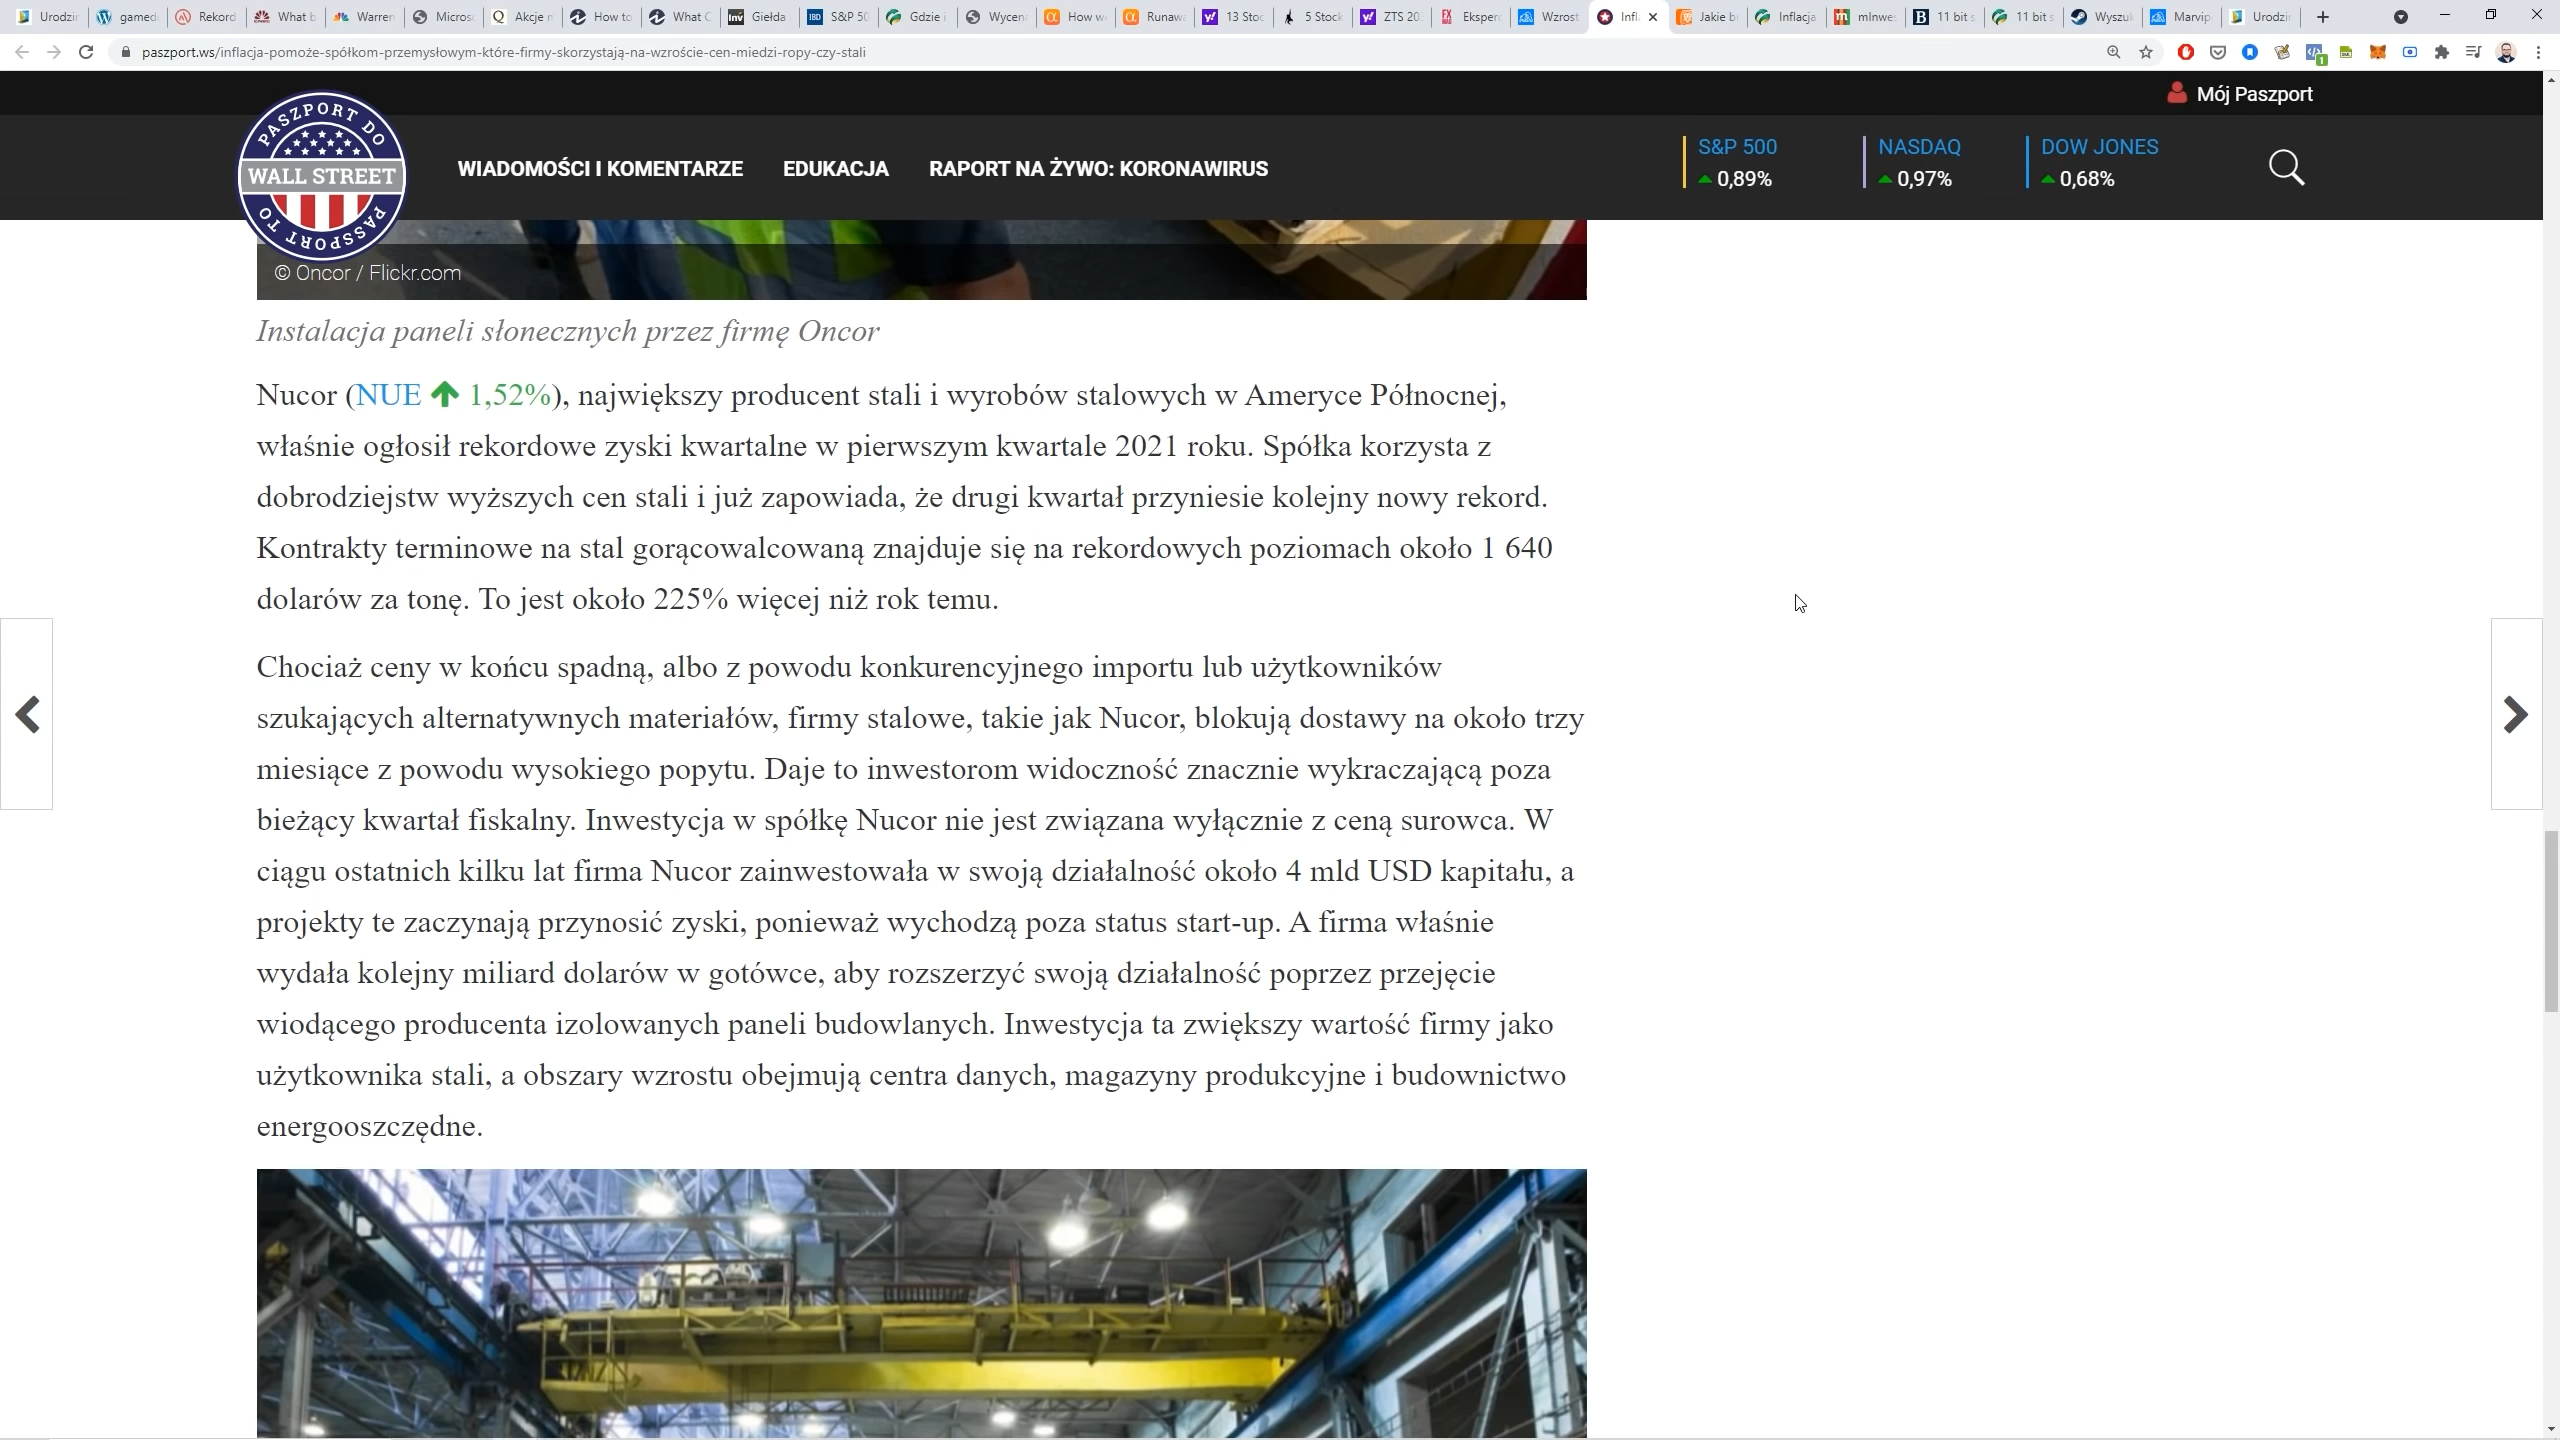 Urodzin
gamed
Rekord
What b
Warren
Micros
Akcje n
How to
What C
Giełda
S&P 50
Gdzie i
Wycen
How w
Runaw
13 Stoc
5 Stock
ZTS 20
Eksper
Wzrost
Infl
Jakie b
Inflacja
mInwes
11 bit s
11 bit s
Wyszu
Marvip
Urodzin
paszport.ws/inflacja-pomoże-spółkom-przemysłowym-które-firmy-skorzystają-na-wzroście-cen-miedzi-ropy-czy-stali
Mój Paszport
PASZPORT DO
WALL STREET
PASSPORT TO
WIADOMOŚCI I KOMENTARZE EDUKACJA RAPORT NA ŻYWO: KORONAWIRUS
S&P 500 NASDAQ DOW JONES
0,89% 0,97% 0,68%
© Oncor / Flickr.com
Instalacja paneli słonecznych przez firmę Oncor
Nucor (NUE 1,52%), największy producent stali i wyrobów stalowych w Ameryce Północnej,
właśnie ogłosił rekordowe zyski kwartalne w pierwszym kwartale 2021 roku. Spółka korzysta z
dobrodziejstw wyższych cen stali i już zapowiada, że drugi kwartał przyniesie kolejny nowy rekord.
Kontrakty terminowe na stal gorącowalcowaną znajduje się na rekordowych poziomach około 1 640
dolarów za tonę. To jest około 225% więcej niż rok temu.
Chociaż ceny w końcu spadną, albo z powodu konkurencyjnego importu lub użytkowników
szukających alternatywnych materiałów, firmy stalowe, takie jak Nucor, blokują dostawy na około trzy
miesiące z powodu wysokiego popytu. Daje to inwestorom widoczność znacznie wykraczającą poza
bieżący kwartał fiskalny. Inwestycja w spółkę Nucor nie jest związana wyłącznie z ceną surowca. W
ciągu ostatnich kilku lat firma Nucor zainwestowała w swoją działalność około 4 mld USD kapitału, a
projekty te zaczynają przynosić zyski, ponieważ wychodzą poza status start-up. A firma właśnie
wydała kolejny miliard dolarów w gotówce, aby rozszerzyć swoją działalność poprzez przejęcie
wiodącego producenta izolowanych paneli budowlanych. Inwestycja ta zwiększy wartość firmy jako
użytkownika stali, a obszary wzrostu obejmują centra danych, magazyny produkcyjne i budownictwo
energooszczędne.